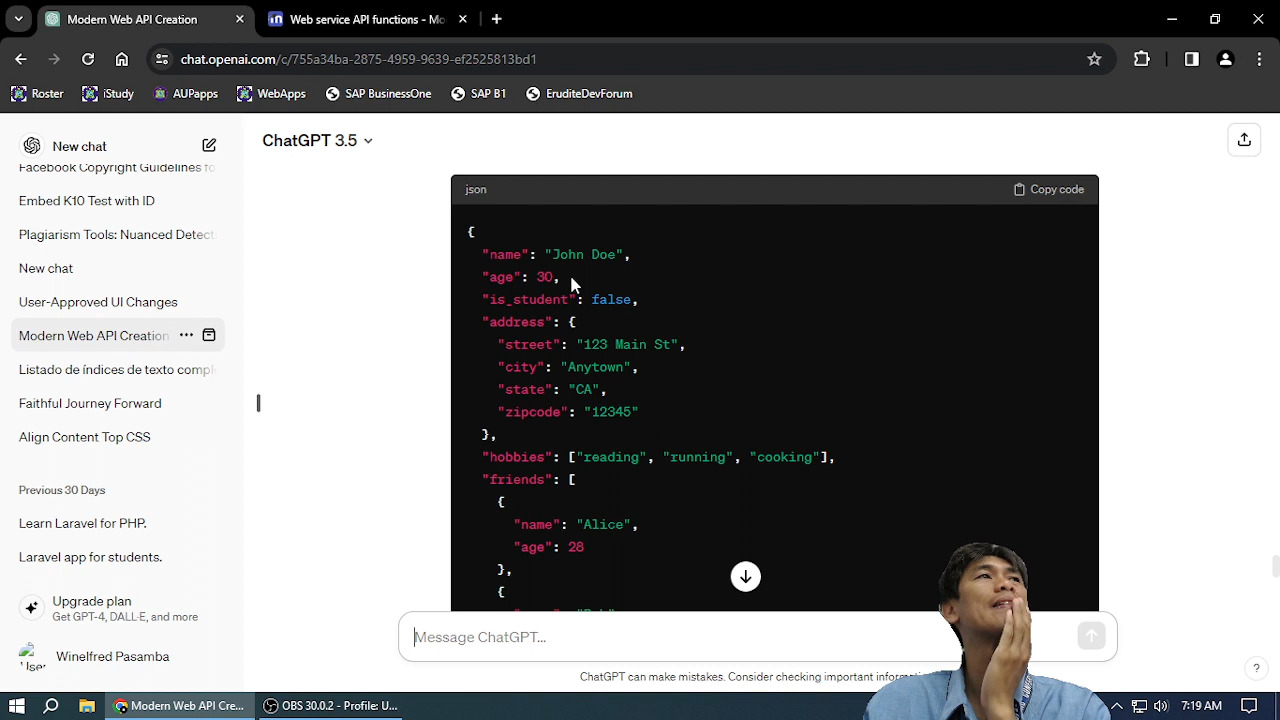 Modern Web API Creation
Web service API functions - Mo
chat.openai.com/c/755a34ba-2875-4959-9639-ef2525813bd1
Roster
iStudy
AUPapps
WebApps
SAP BusinessOne
SAP B1
EruditeDevForum
New chat
Facebook Copyright Guidelines fo
Embed K10 Test with ID
Plagiarism Tools: Nuanced Detect
New chat
User-Approved UI Changes
Modern Web API Creation
Listado de índices de texto compl
Faithful Journey Forward
Align Content Top CSS
Previous 30 Days
Learn Laravel for PHP.
Laravel app for students.
Upgrade plan
Get GPT-4, DALL·E, and more
Winelfred Pasamba
ChatGPT 3.5
json
Copy code
{
"name": "John Doe",
"age": 30,
"is_student": false,
"address": {
"street": "123 Main St",
"city": "Anytown",
"state": "CA",
"zipcode": "12345"
},
"hobbies": ["reading", "running", "cooking"],
"friends": [
{
"name": "Alice",
"age": 28
},
{
Message ChatGPT...
ChatGPT can make mistakes. Consider checking important
?
Modern Web API Cre...
OBS 30.0.2 - Profile: U...
7:19 AM